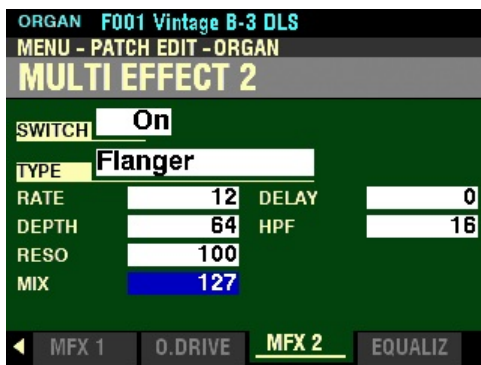 ORGAN F001 Vintage B-3 DLS
MENU - PATCH EDIT - ORGAN
MULTI EFFECT 2
SWITCH On
TYPE Flanger
RATE 12 DELAY 0
DEPTH 64 HPF 16
RESO 100
MIX 127
MFX 1 O.DRIVE MFX 2 EQUALIZ